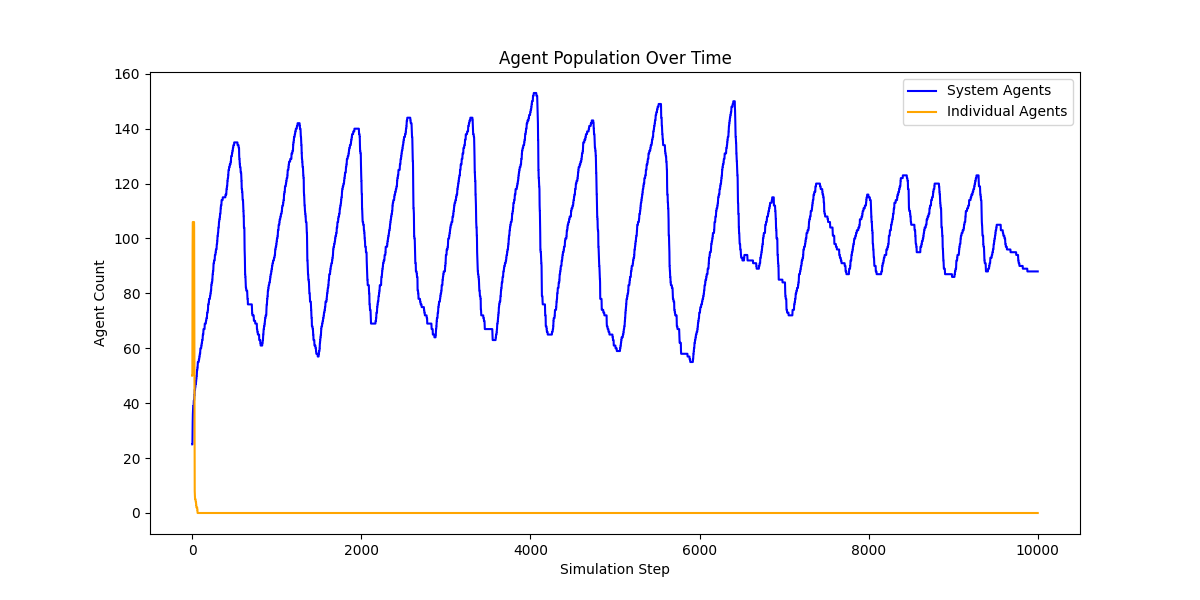 Agent Population Over Time
System Agents
Individual Agents
Agent Count
160
140
120
100
80
60
40
20
0
0 2000 4000 6000 8000 10000
Simulation Step